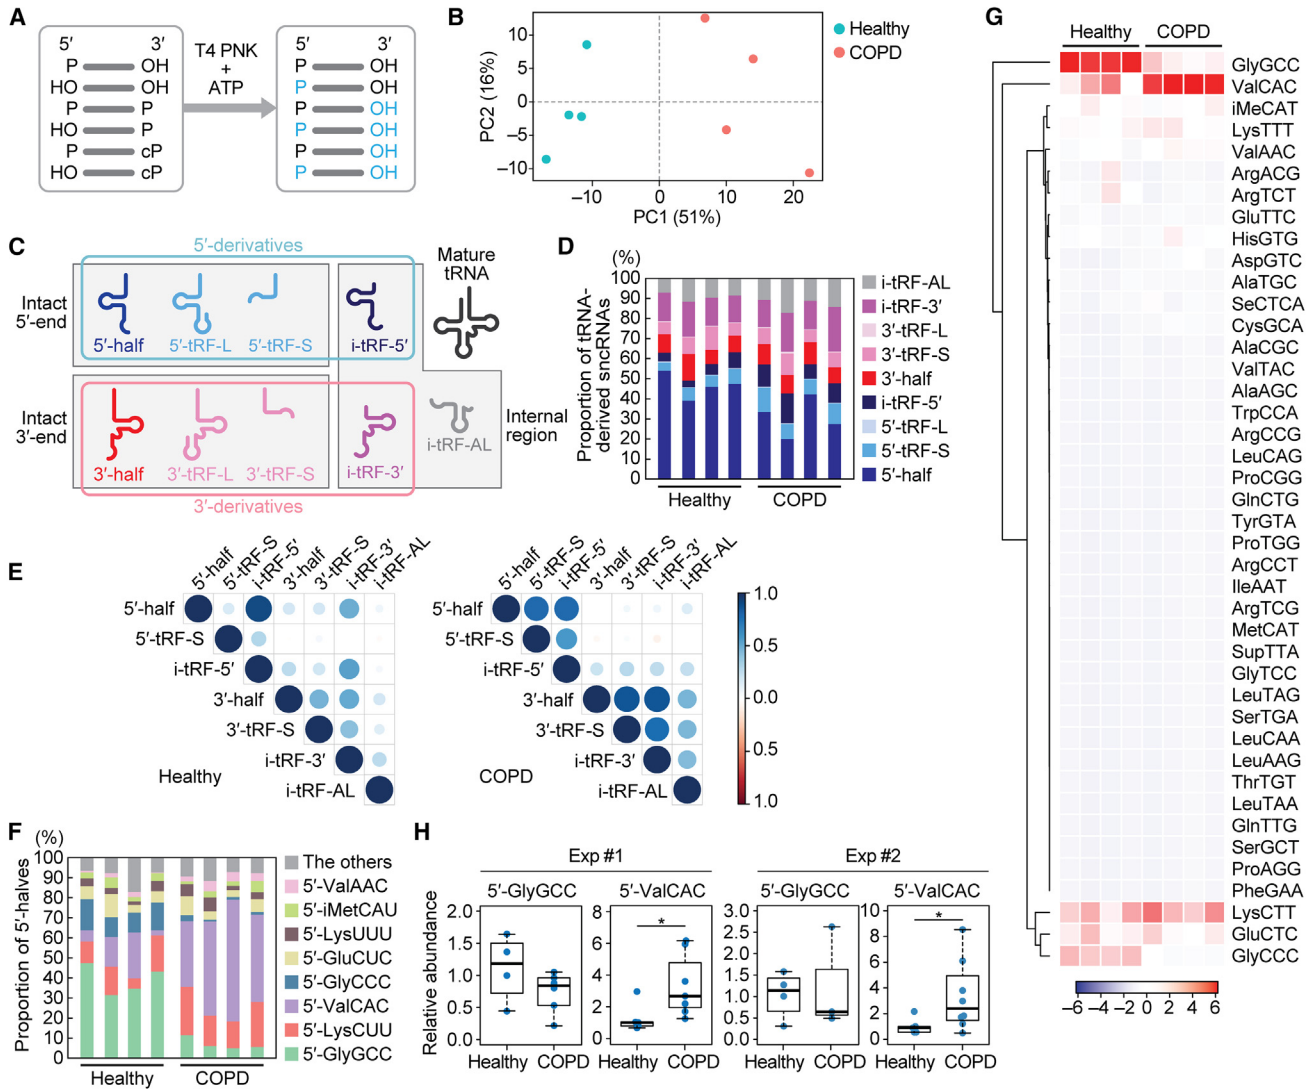 A
5′ 3′
P OH
HO OH
P P
HO P
P cP
HO cP
T4 PNK
+
ATP
5′ 3′
P OH
P OH
P OH
P OH
P OH
P OH
B
PC2 (16%)
10
5
0
−5
−10
−10 0 10 20
PC1 (51%)
Healthy
COPD
C
5′-derivatives
Intact
5′-end
5′-half 5′-tRF-L 5′-tRF-S i-tRF-5′
Mature
tRNA
Intact
3′-end
3′-half 3′-tRF-L 3′-tRF-S i-tRF-3′
i-tRF-AL
Internal
region
3′-derivatives
D
(%)
Proportion of tRNA-
derived sncRNAs
100
90
80
70
60
50
40
30
20
10
0
Healthy COPD
i-tRF-AL
i-tRF-3′
3′-tRF-L
3′-tRF-S
3′-half
i-tRF-5′
5′-tRF-L
5′-tRF-S
5′-half
E
5′-half 5′-tRF-S i-tRF-5′ 3′-half 3′-tRF-S i-tRF-3′ i-tRF-AL
5′-half
5′-tRF-S
i-tRF-5′
3′-half
3′-tRF-S
i-tRF-3′
i-tRF-AL
Healthy
5′-half 5′-tRF-S i-tRF-5′ 3′-half 3′-tRF-S i-tRF-3′ i-tRF-AL
5′-half
5′-tRF-S
i-tRF-5′
3′-half
3′-tRF-S
i-tRF-3′
i-tRF-AL
COPD
1.0
0.5
0.0
0.5
1.0
F
(%)
Proportion of 5′-halves
100
90
80
70
60
50
40
30
20
10
0
Healthy COPD
The others
5′-ValAAC
5′-iMetCAU
5′-LysUUU
5′-GluCUC
5′-GlyCCC
5′-ValCAC
5′-LysCUU
5′-GlyGCC
G
Healthy COPD
GlyGCC
ValCAC
iMeCAT
LysTTT
ValAAC
ArgACG
ArgTCT
GluTTC
HisGTG
AspGTC
AlaTGC
SeCTCA
CysGCA
AlaCGC
ValTAC
AlaAGC
TrpCCA
ArgCCG
LeuCAG
ProCGG
GlnCTG
TyrGTA
ProTGG
ArgCCT
IleAAT
ArgTCG
MetCAT
SupTTA
GlyTCC
LeuTAG
SerTGA
LeuCAA
LeuAAG
ThrTGT
LeuTAA
GlnTTG
SerGCT
ProAGG
PheGAA
LysCTT
GluCTC
GlyCCC
−6 −4 −2 0 2 4 6
H
Exp #1
Exp #2
Relative abundance
5′-GlyGCC
2.0
1.5
1.0
0.5
0.0
Healthy COPD
5′-ValCAC
8
6
4
2
0
*
Healthy COPD
5′-GlyGCC
3.0
2.5
2.0
1.5
1.0
0.5
0.0
Healthy COPD
5′-ValCAC
10
8
6
4
2
0
*
Healthy COPD